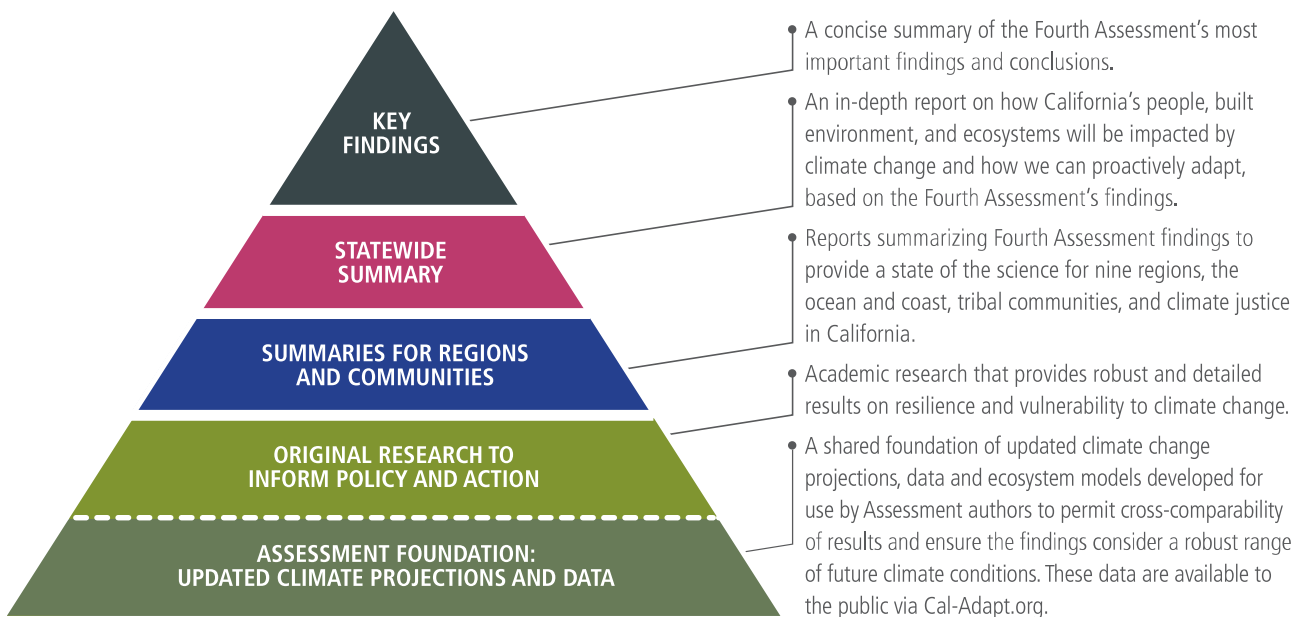 KEY
FINDINGS
A concise summary of the Fourth Assessment's most
important findings and conclusions.
STATEWIDE
SUMMARY
An in-depth report on how California's people, built
environment, and ecosystems will be impacted by
climate change and how we can proactively adapt,
based on the Fourth Assessment's findings.
SUMMARIES FOR REGIONS
AND COMMUNITIES
Reports summarizing Fourth Assessment findings to
provide a state of the science for nine regions, the
ocean and coast, tribal communities, and climate justice
in California.
ORIGINAL RESEARCH TO
INFORM POLICY AND ACTION
Academic research that provides robust and detailed
results on resilience and vulnerability to climate change.
ASSESSMENT FOUNDATION:
UPDATED CLIMATE PROJECTIONS AND DATA
A shared foundation of updated climate change
projections, data and ecosystem models developed for
use by Assessment authors to permit cross-comparability
of results and ensure the findings consider a robust range
of future climate conditions. These data are available to
the public via Cal-Adapt.org.